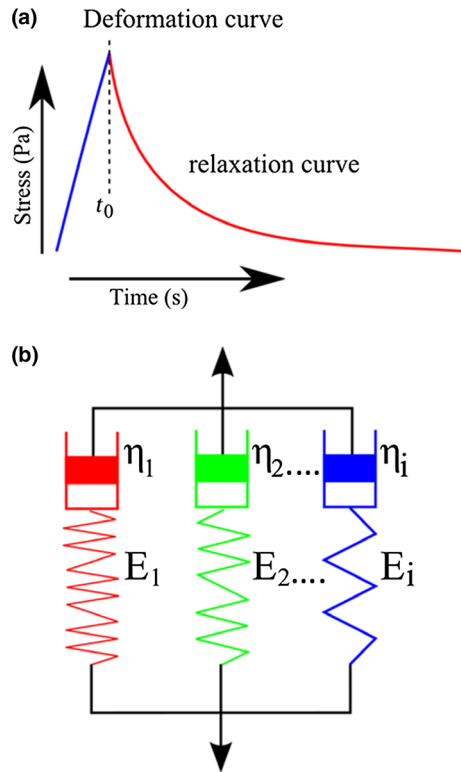 (a)
Deformation curve
Stress (Pa)
relaxation curve
t0
Time (s)
(b)
η1 η2.... ηi
E1 E2.... Ei